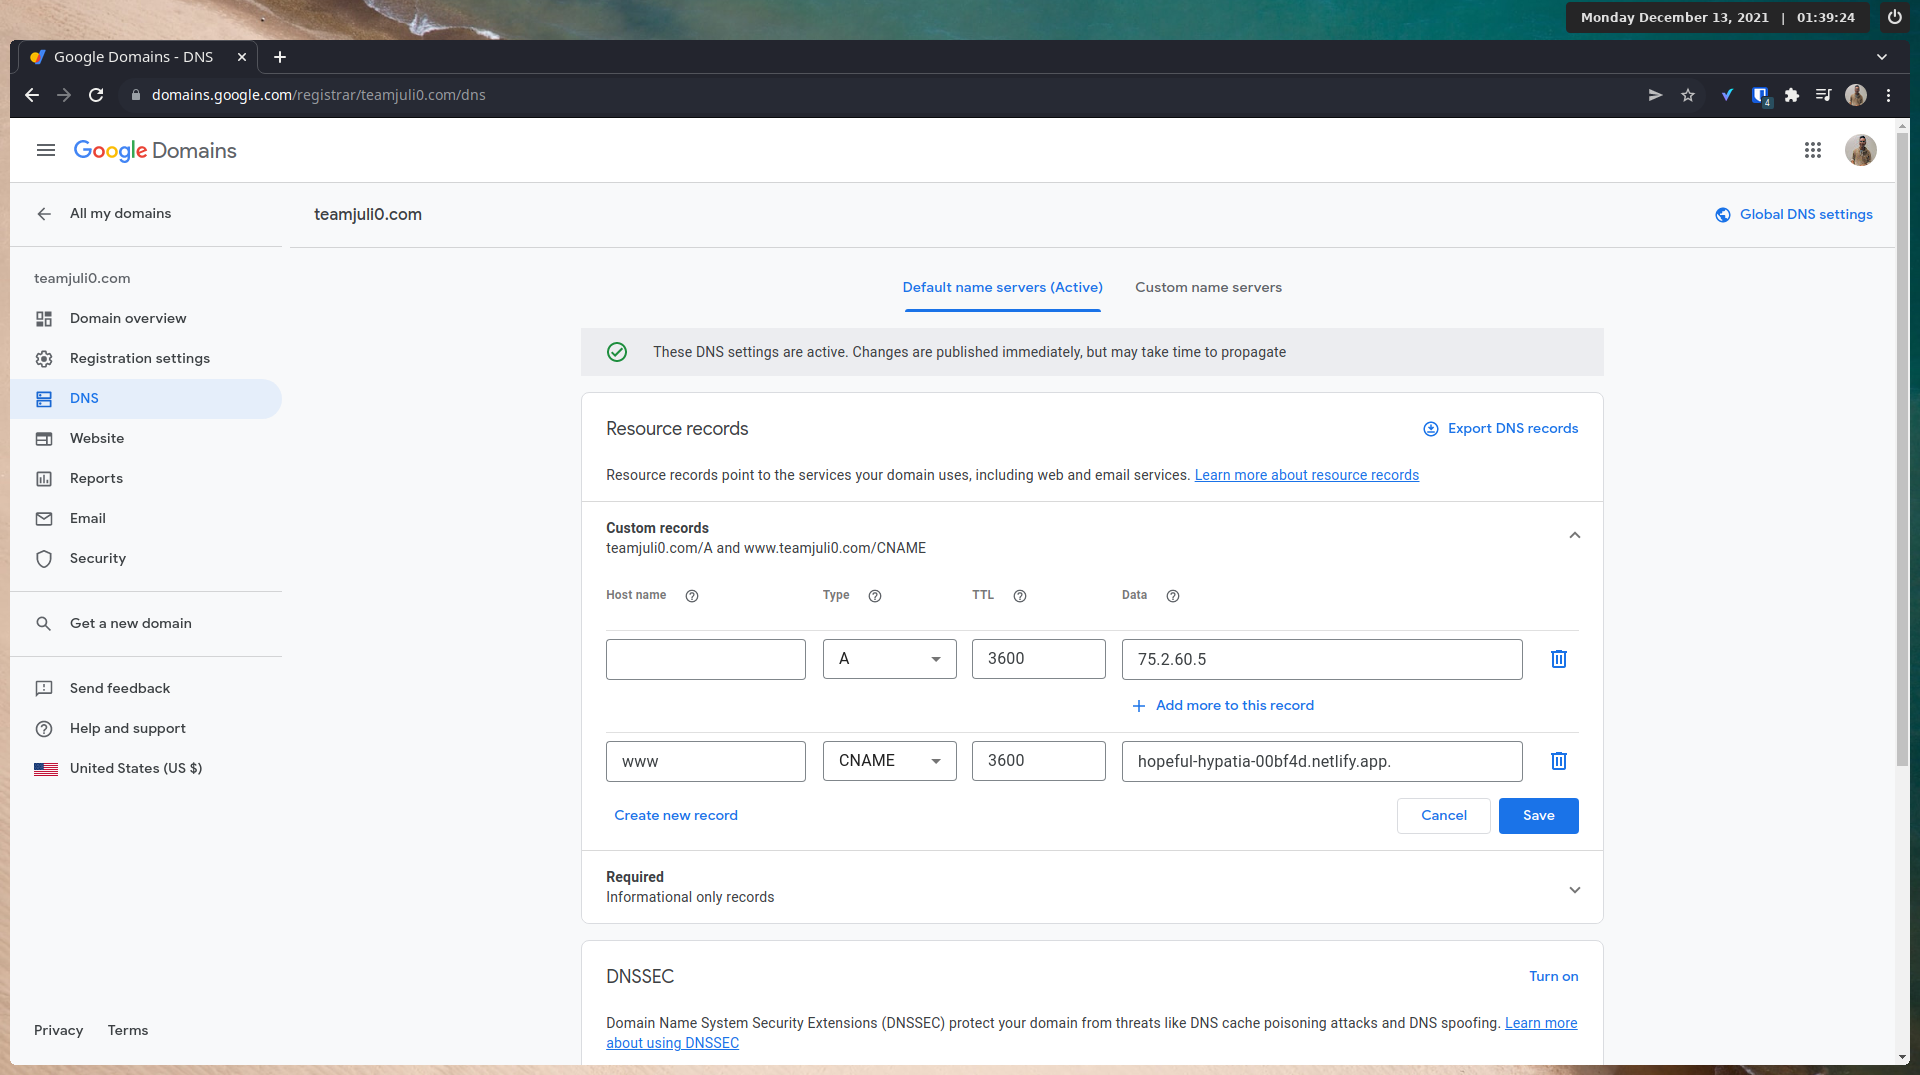 Monday December 13, 2021 | 01:39:24
Google Domains - DNS
domains.google.com/registrar/teamjuli0.com/dns
4
Google Domains
All my domains
teamjuli0.com
Global DNS settings
teamjuli0.com
Domain overview
Registration settings
DNS
Website
Reports
Email
Security
Get a new domain
Send feedback
Help and support
United States (US $)
Privacy Terms
Default name servers (Active) Custom name servers
These DNS settings are active. Changes are published immediately, but may take time to propagate
Resource records
Export DNS records
Resource records point to the services your domain uses, including web and email services. Learn more about resource records
Custom records
teamjuli0.com/A and www.teamjuli0.com/CNAME
Host name Type TTL Data
A 3600 75.2.60.5
Add more to this record
www CNAME 3600 hopeful-hypatia-00bf4d.netlify.app.
Create new record Cancel Save
Required
Informational only records
DNSSEC Turn on
Domain Name System Security Extensions (DNSSEC) protect your domain from threats like DNS cache poisoning attacks and DNS spoofing. Learn more
about using DNSSEC